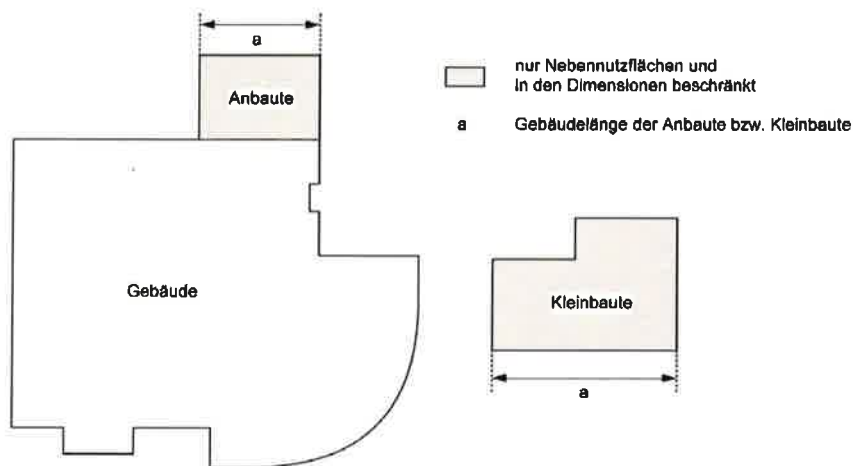 a
Anbaute
nur Nebennutzflächen und
in den Dimensionen beschränkt
a Gebäudelänge der Anbaute bzw. Kleinbaute
Gebäude
Kleinbaute
a